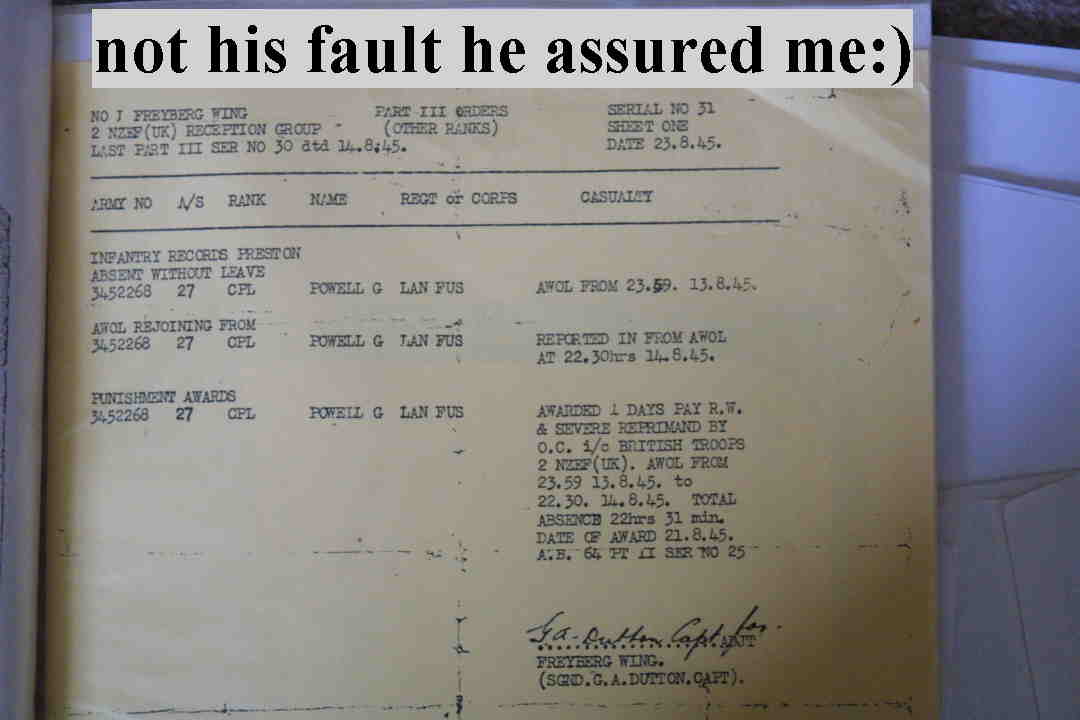 not his fault he assured me:)
NO I FREYBERG WING PART III ORDERS SERIAL NO 31
2 NZEF(UK) RECEPTION GROUP (OTHER RANKS) SHEET ONE
LAST PART III SER NO 30 dtd 14.8.45. DATE 23.8.45.
ARMY NO A/S RANK NAME REGT or CORPS CASUALTY
INFANTRY RECORDS PRESTON
ABSENT WITHOUT LEAVE
3452268 27 CPL POWELL G LAN FUS AWOL FROM 23.59. 13.8.45.
AWOL REJOINING FROM
3452268 27 CPL POWELL G LAN FUS REPORTED IN FROM AWOL
AT 22.30hrs 14.8.45.
PUNISHMENT AWARDS
3452268 27 CPL POWELL G LAN FUS AWARDED 1 DAYS PAY R.W.
& SEVERE REPRIMAND BY
O.C. i/c BRITISH TROOPS
2 NZEF(UK). AWOL FROM
23.59 13.8.45. to
22.30. 14.8.45. TOTAL
ABSENCE 22hrs 31 min.
DATE OF AWARD 21.8.45.
A.B. 64 PT II SER NO 25
G.A. Dutton Capt, for.
ADJT
FREYBERG WING.
(SGND.G.A.DUTTON.CAPT).